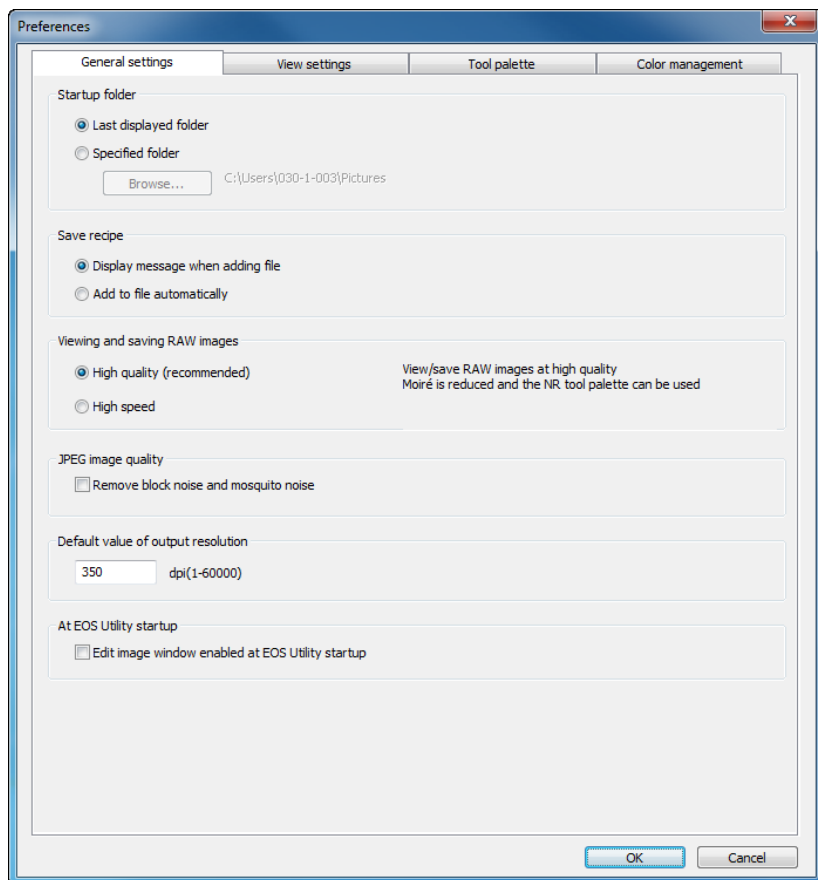 Preferences
General settings
View settings
Tool palette
Color management
Startup folder
Last displayed folder
Specified folder
Browse...
C:\Users\030-1-003\Pictures
Save recipe
Display message when adding file
Add to file automatically
Viewing and saving RAW images
High quality (recommended)
View/save RAW images at high quality
Moiré is reduced and the NR tool palette can be used
High speed
JPEG image quality
Remove block noise and mosquito noise
Default value of output resolution
350 dpi(1-60000)
At EOS Utility startup
Edit image window enabled at EOS Utility startup
OK
Cancel